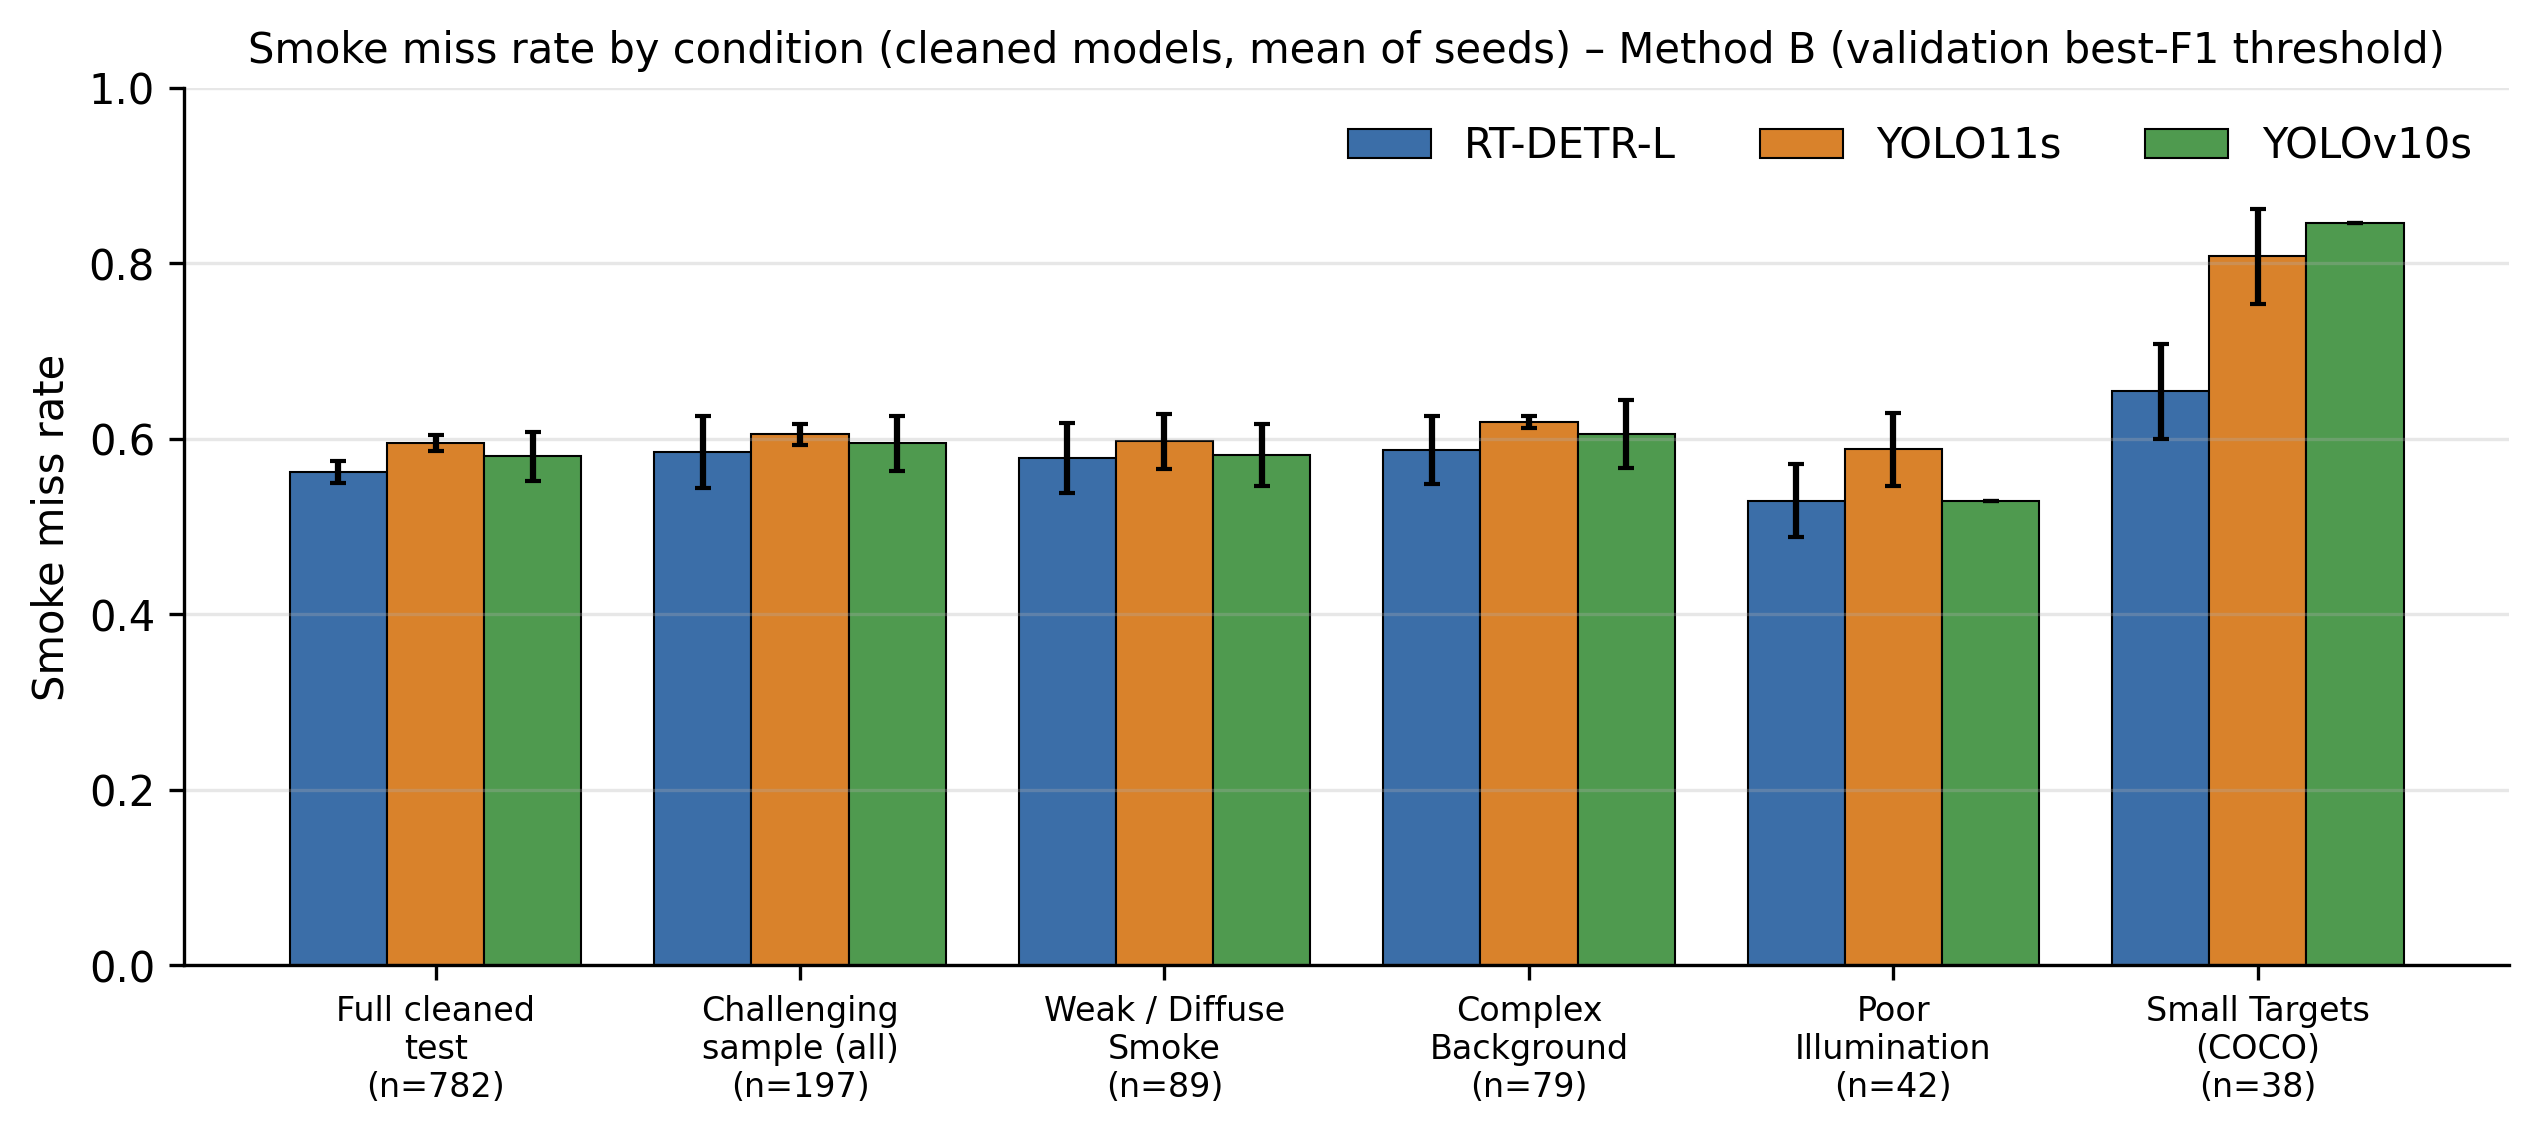 Smoke miss rate by condition (cleaned models, mean of seeds) – Method B (validation best-F1 threshold)
RT-DETR-L
YOLO11s
YOLOv10s
Smoke miss rate
1.0
0.8
0.6
0.4
0.2
0.0
Full cleaned
test
(n=782)
Challenging
sample (all)
(n=197)
Weak / Diffuse
Smoke
(n=89)
Complex
Background
(n=79)
Poor
Illumination
(n=42)
Small Targets
(COCO)
(n=38)